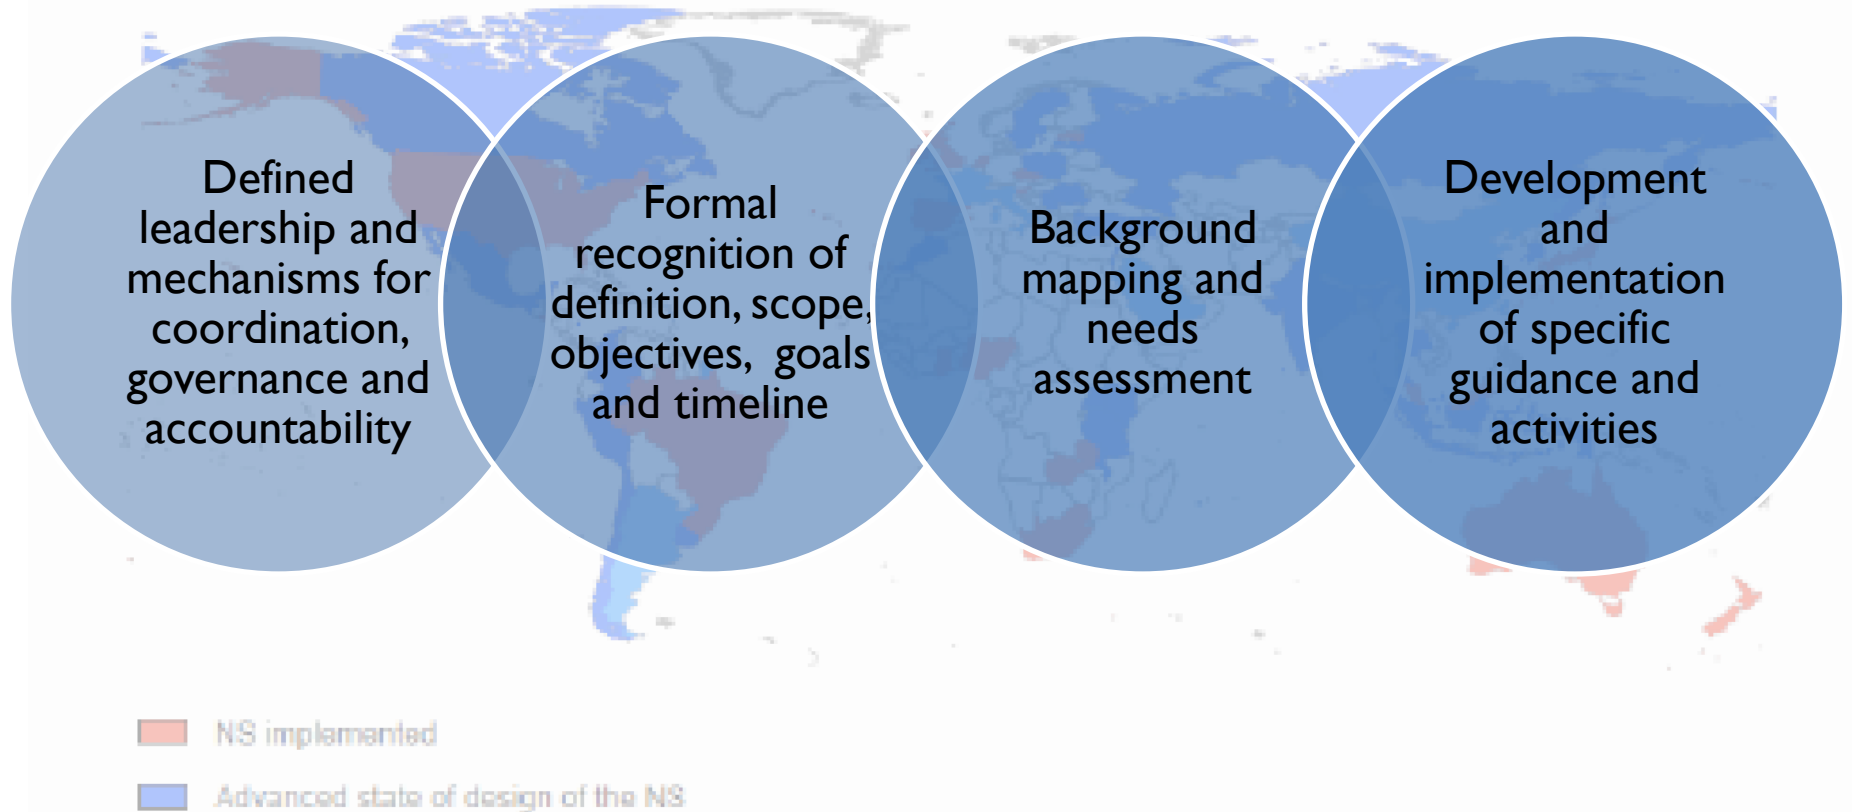 Defined
leadership and
mechanisms for
coordination,
governance and
accountability
Formal
recognition of
definition, scope,
objectives, goals
and timeline
Background
mapping and
needs
assessment
Development
and
implementation
of specific
guidance and
activities
NS implemented
Advanced state of design of the NS